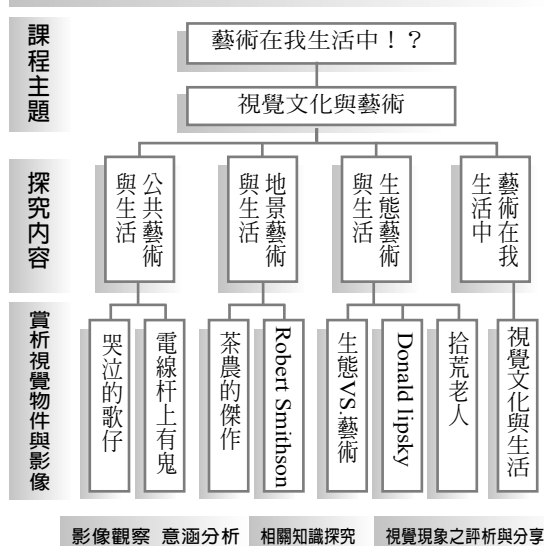 課程主題
藝術在我生活中！？
視覺文化與藝術
探究內容
公共藝術
與生活
地景藝術
與生活
生態藝術
與生活
藝術在我
生活中
賞析視覺物件與影像
哭泣的歌仔
電線杆上有鬼
茶農的傑作
Robert Smithson
生態VS.藝術
Donald lipsky
拾荒老人
視覺文化與生活
影像觀察 意涵分析
相關知識探究
視覺現象之評析與分享